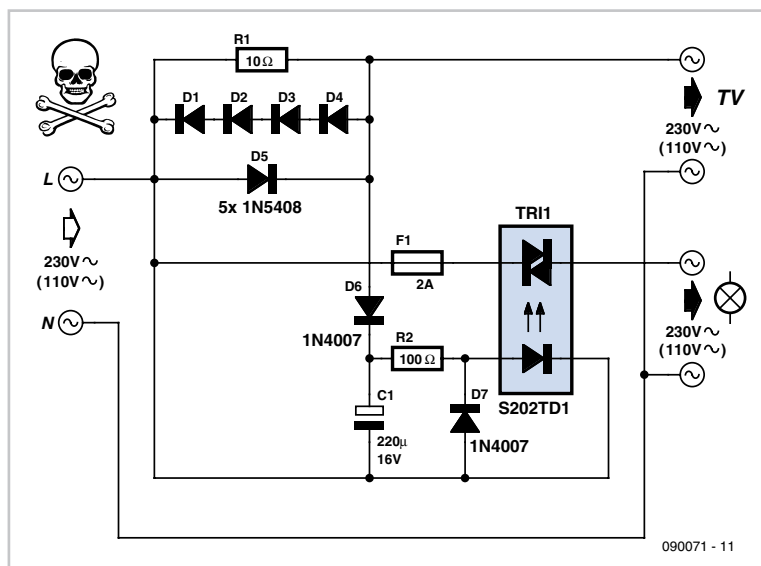 R1
10Ω
D1 D2 D3 D4
TV
230V~
(110V~)
L
D5
5x 1N5408
TRI1
230V~
(110V~)
F1
2A
D6
1N4007
N
R2
100Ω
230V~
(110V~)
C1
D7
S202TD1
220µ
16V
1N4007
090071 - 11